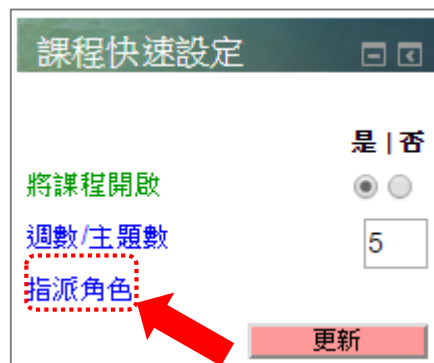 課程快速設定
是 | 否
將課程開啟
週數/主題數 5
指派角色
更新